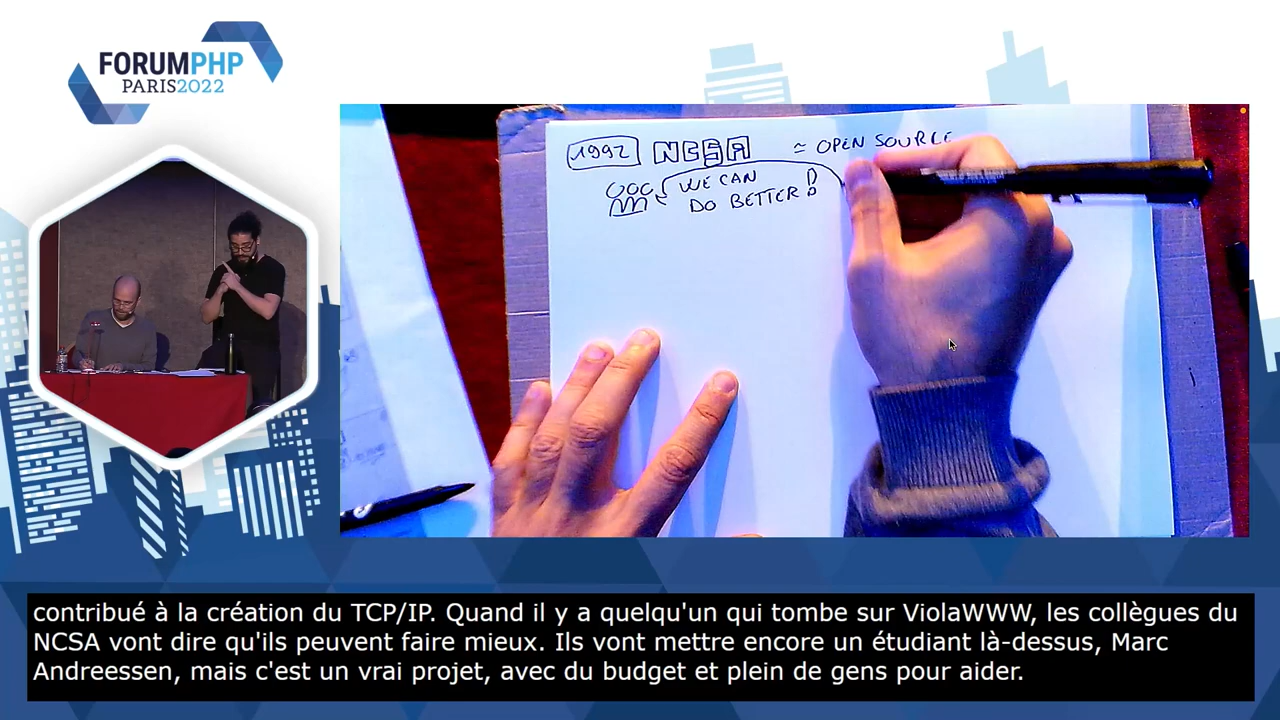 FORUMPHP
PARIS2022
1992 NCSA ≃ OPEN SOURCE
WE CAN
DO BETTER!
contribué à la création du TCP/IP. Quand il y a quelqu'un qui tombe sur ViolaWWW, les collègues du
NCSA vont dire qu'ils peuvent faire mieux. Ils vont mettre encore un étudiant là-dessus, Marc
Andreessen, mais c'est un vrai projet, avec du budget et plein de gens pour aider.